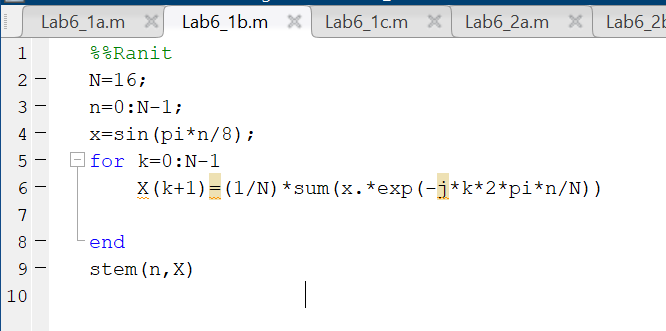 Lab6_1a.m Lab6_1b.m Lab6_1c.m Lab6_2a.m Lab6_2b
1 %%Ranit
2 N=16;
3 n=0:N-1;
4 x=sin(pi*n/8);
5 for k=0:N-1
6 X(k+1)=(1/N)*sum(x.*exp(-j*k*2*pi*n/N))
7
8 end
9 stem(n,X)
10